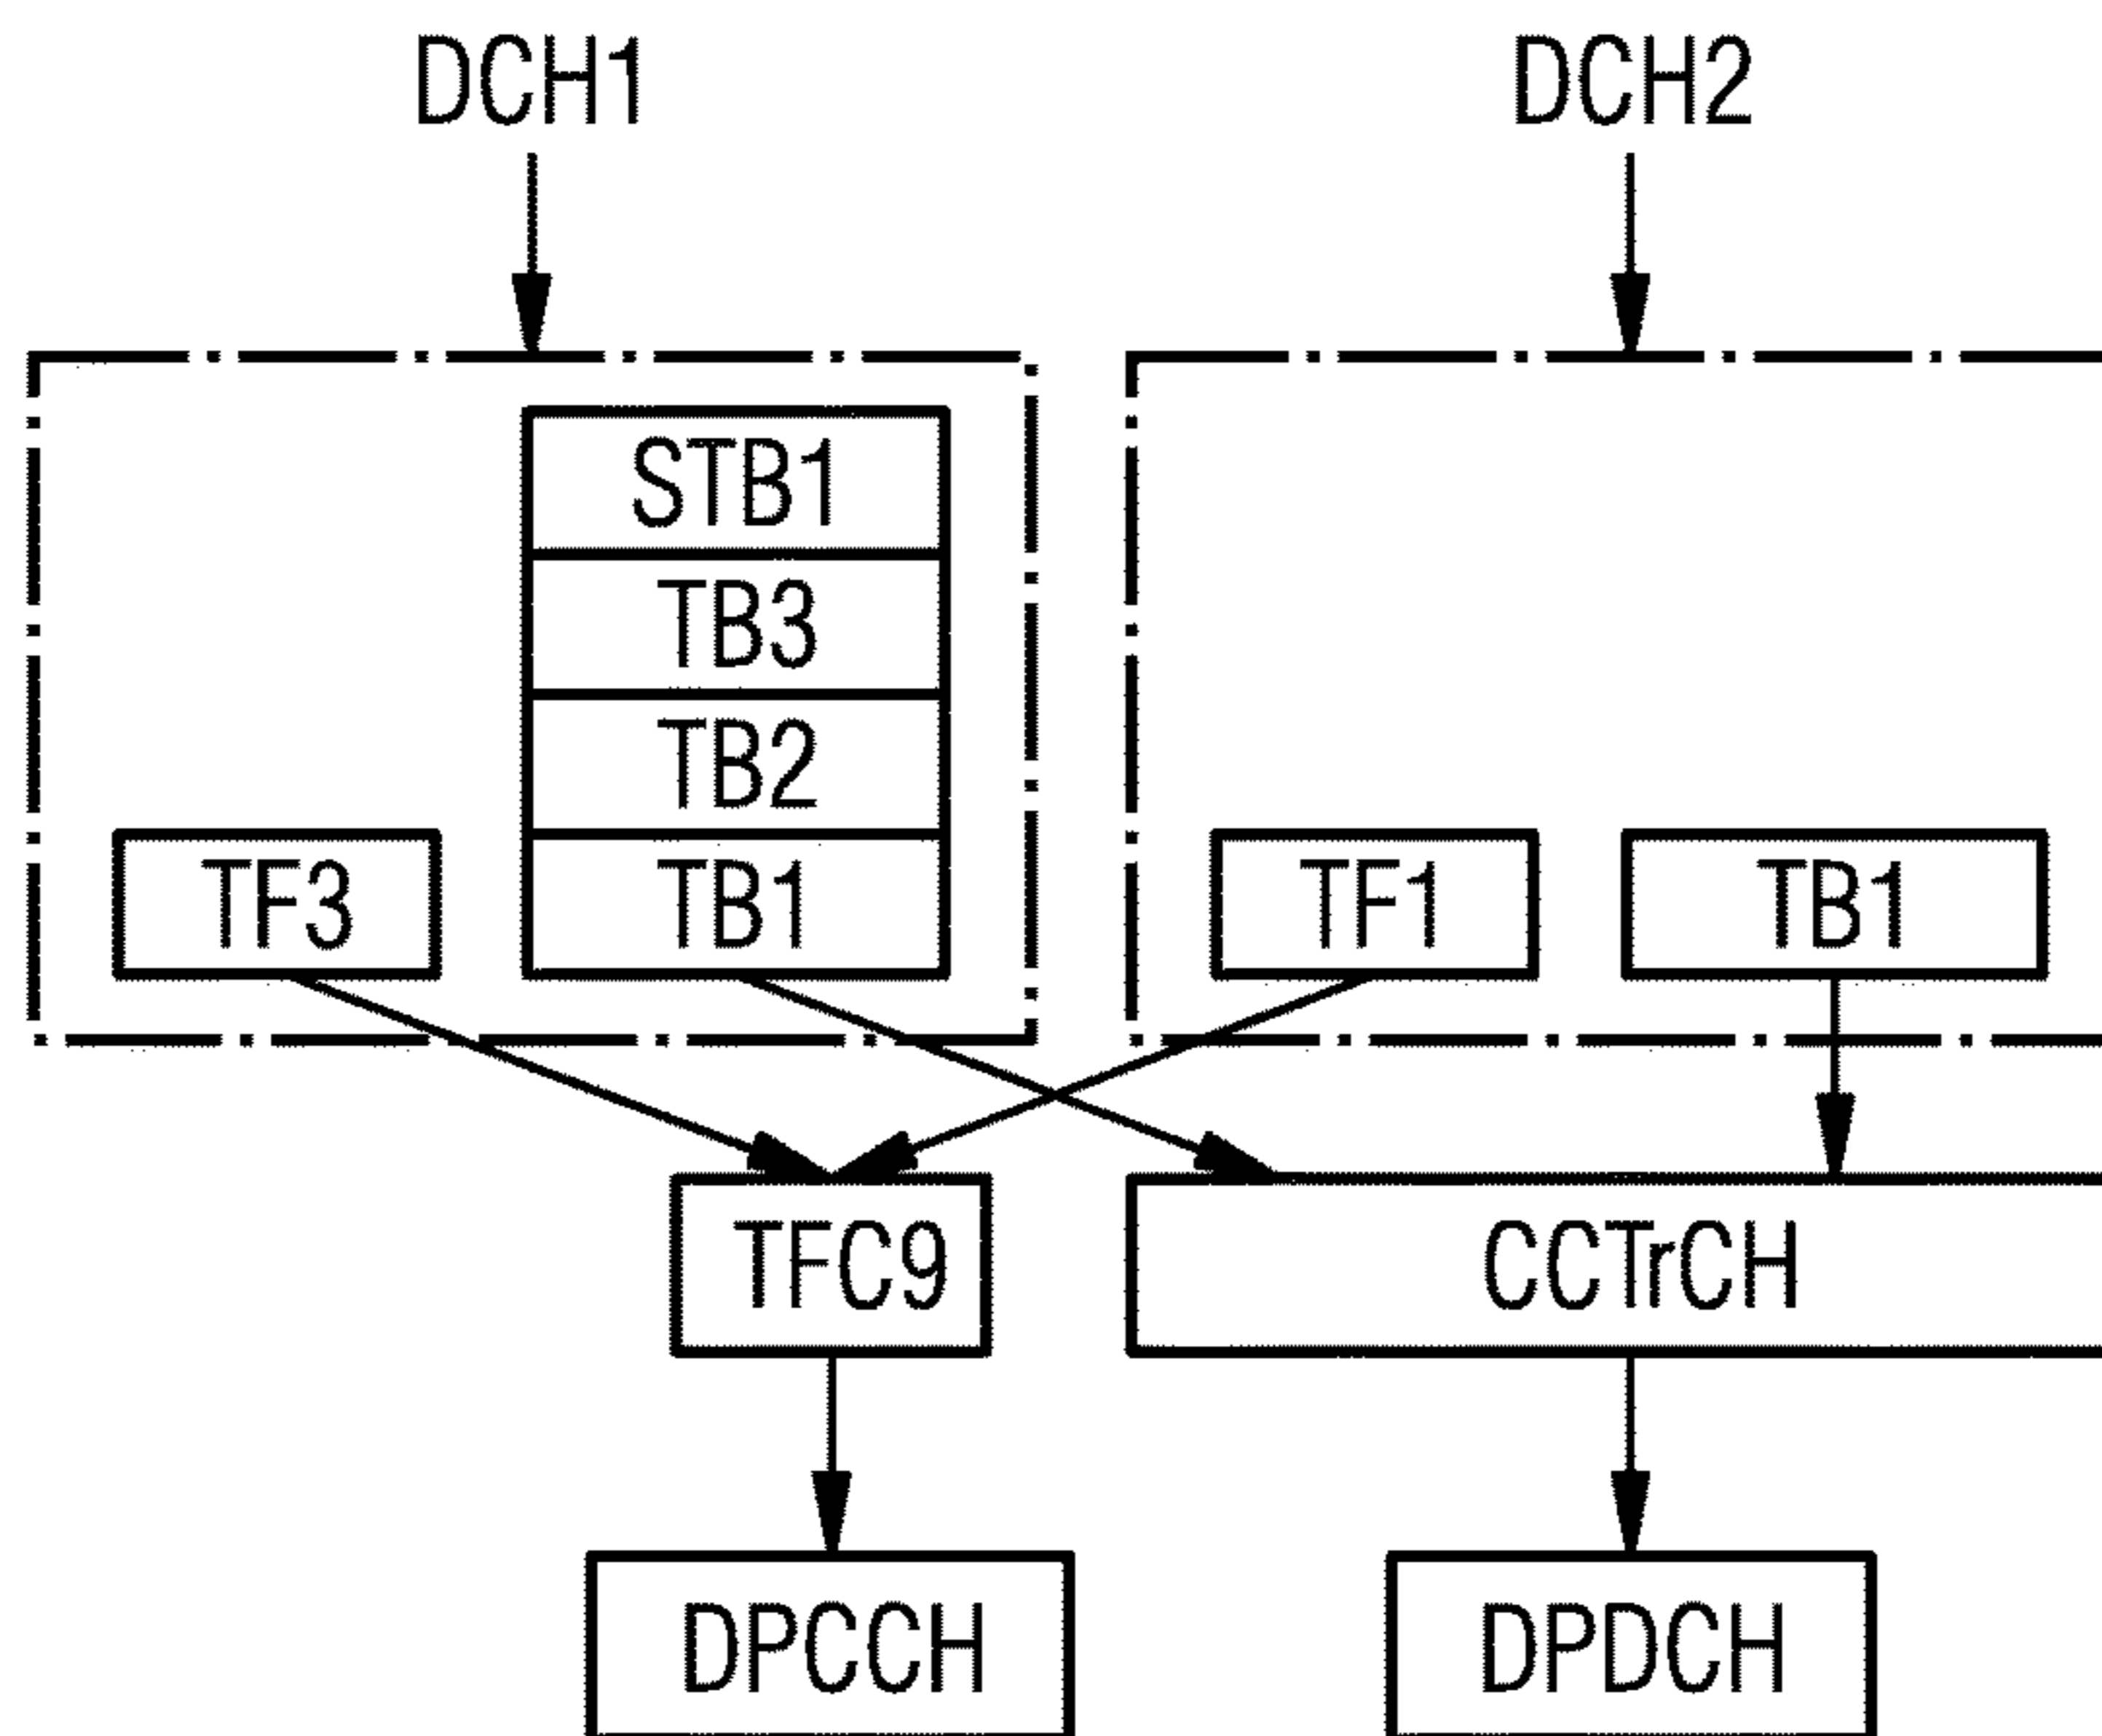 DCH1 DCH2
STB1
TB3
TB2
TF3 TB1 TF1 TB1
TFC9 CCTrCH
DPCCH DPDCH